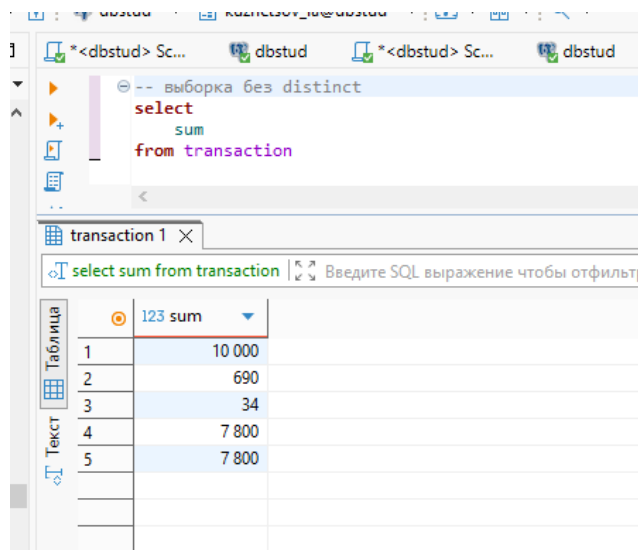 *<dbstud> Sc... dbstud *<dbstud> Sc... dbstud
-- выборка без distinct
select
sum
from transaction
transaction 1
select sum from transaction Введите SQL выражение чтобы отфильт
Таблица
Текст
123 sum
1 10 000
2 690
3 34
4 7 800
5 7 800